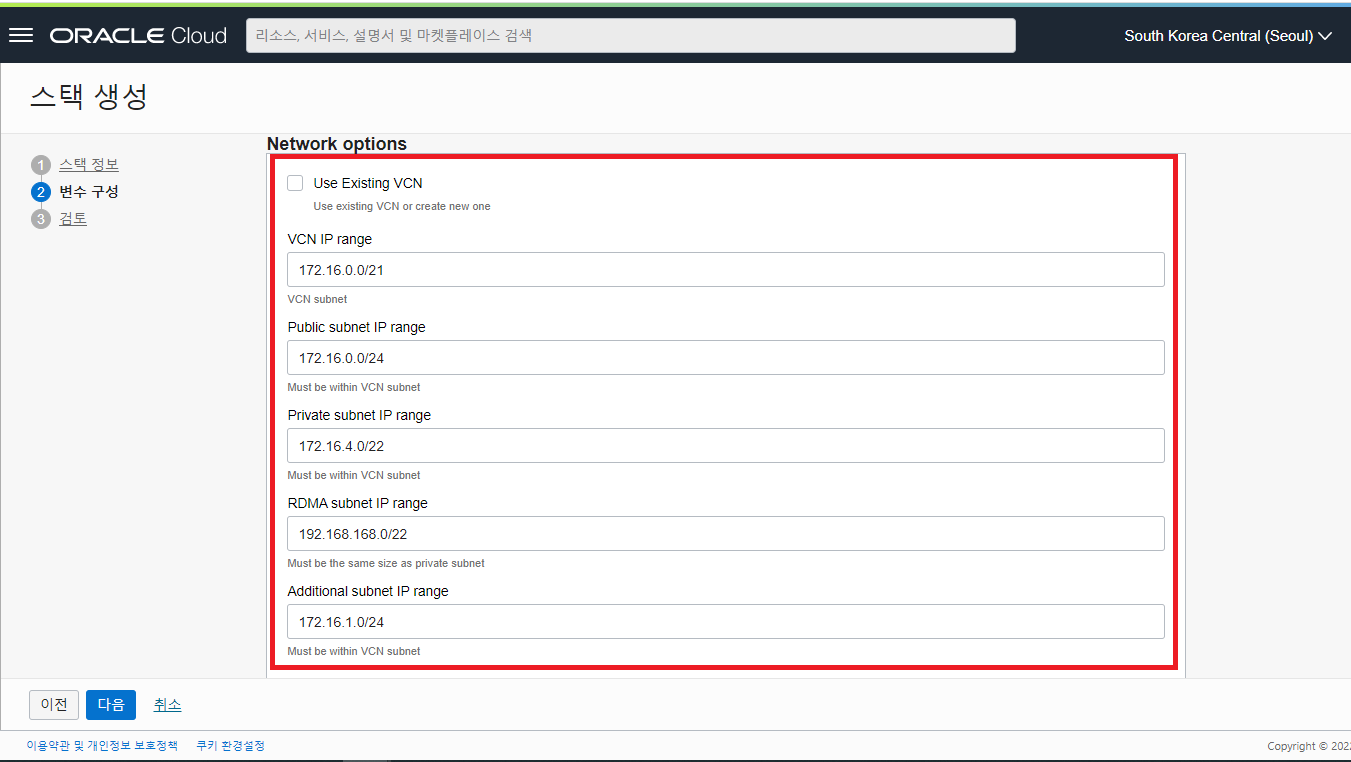 ORACLE Cloud
리소스, 서비스, 설명서 및 마켓플레이스 검색
South Korea Central (Seoul)
스택 생성
1 스택 정보
2 변수 구성
3 검토
Network options
Use Existing VCN
Use existing VCN or create new one
VCN IP range
172.16.0.0/21
VCN subnet
Public subnet IP range
172.16.0.0/24
Must be within VCN subnet
Private subnet IP range
172.16.4.0/22
Must be within VCN subnet
RDMA subnet IP range
192.168.168.0/22
Must be the same size as private subnet
Additional subnet IP range
172.16.1.0/24
Must be within VCN subnet
이전 다음 취소
이용약관 및 개인정보 보호정책 쿠키 환경설정
Copyright © 202